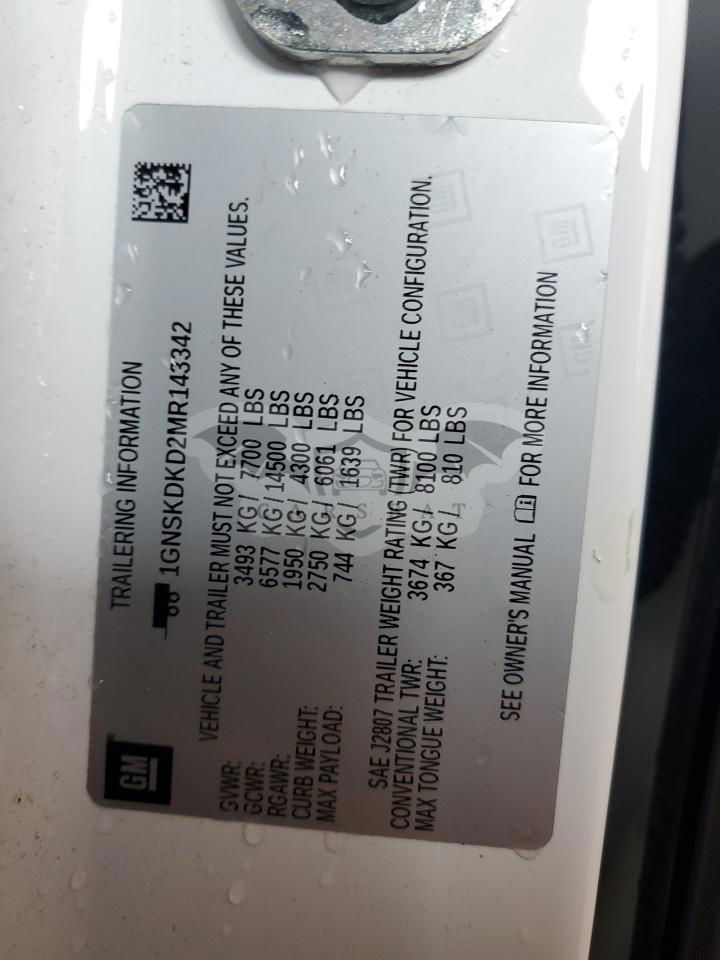 GM
TRAILERING INFORMATION
1GNSKDKD2MR143342
VEHICLE AND TRAILER MUST NOT EXCEED ANY OF THESE VALUES.
GVWR: 3493 KG / 7700 LBS
GCWR: 6577 KG / 14500 LBS
RGAWR: 1950 KG / 4300 LBS
CURB WEIGHT: 2750 KG / 6061 LBS
MAX PAYLOAD: 744 KG / 1639 LBS
SAE J2807 TRAILER WEIGHT RATING (TWR) FOR VEHICLE CONFIGURATION.
CONVENTIONAL TWR: 3674 KG / 8100 LBS
MAX TONGUE WEIGHT: 367 KG / 810 LBS
SEE OWNER'S MANUAL FOR MORE INFORMATION